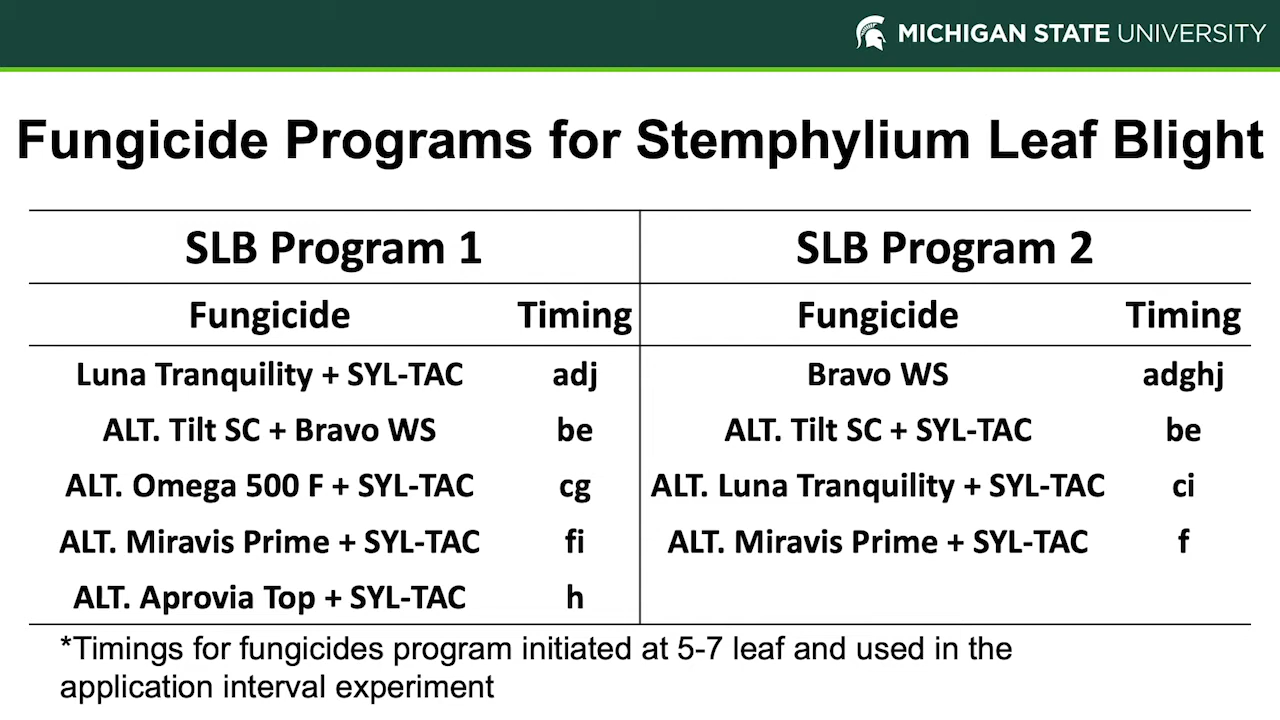 MICHIGAN STATE UNIVERSITY
Fungicide Programs for Stemphylium Leaf Blight
SLB Program 1 SLB Program 2
Fungicide Timing Fungicide Timing
Luna Tranquility + SYL-TAC adj Bravo WS adghj
ALT. Tilt SC + Bravo WS be ALT. Tilt SC + SYL-TAC be
ALT. Omega 500 F + SYL-TAC cg ALT. Luna Tranquility + SYL-TAC ci
ALT. Miravis Prime + SYL-TAC fi ALT. Miravis Prime + SYL-TAC f
ALT. Aprovia Top + SYL-TAC h
*Timings for fungicides program initiated at 5-7 leaf and used in the
application interval experiment